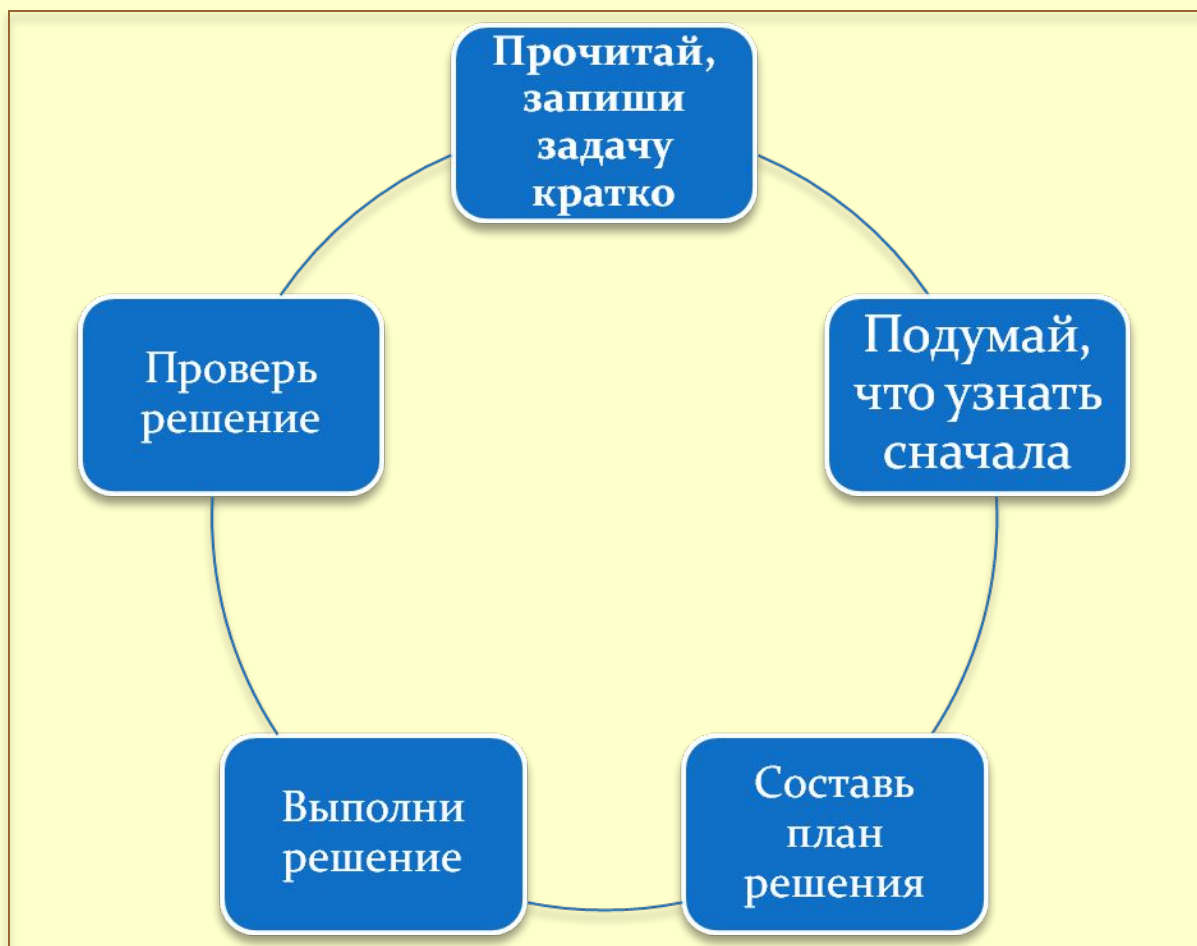 Прочитай,
запиши
задачу
кратко
Подумай,
что узнать
сначала
Составь
план
решения
Выполни
решение
Проверь
решение